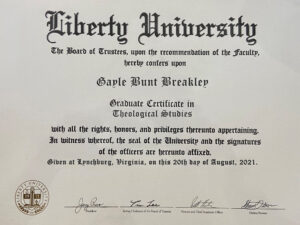 Liberty University
The Board of Trustees, upon the recommendation of the Faculty,
hereby confers upon
Gayle Bunt Breakley
Graduate Certificate in
Theological Studies
with all the rights, honors, and privileges thereunto appertaining.
In witness whereof, the seal of the University and the signatures
of the officers are hereunto affixed.
Given at Lynchburg, Virginia, on this 20th day of August, 2021.
President